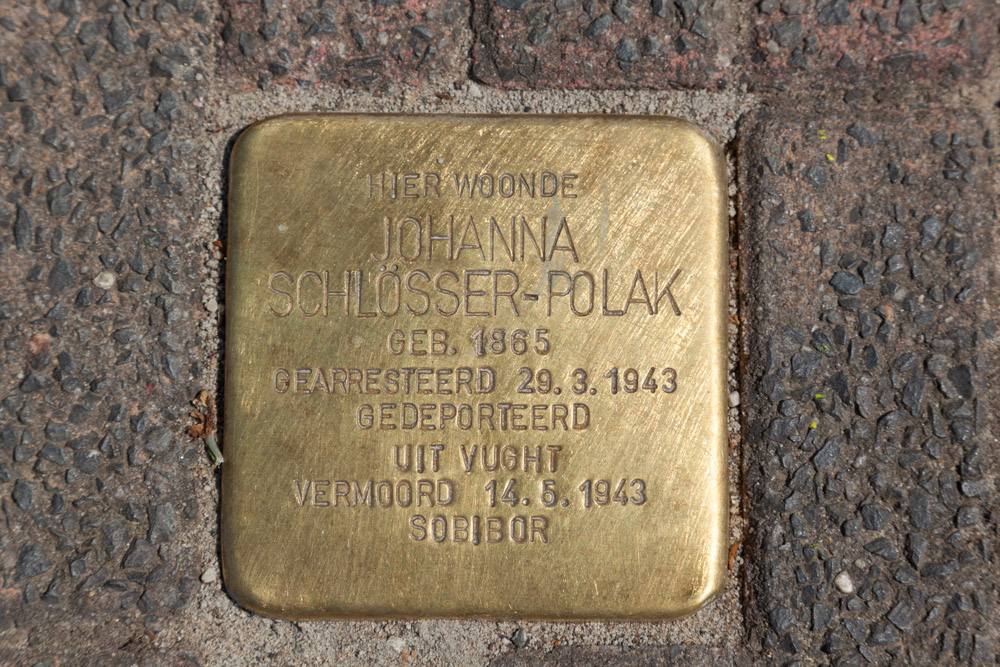 HIER WOONDE
JOHANNA
SCHLÖSSER-POLAK
GEB. 1865
GEARRESTEERD 29.3.1943
GEDEPORTEERD
UIT VUGHT
VERMOORD 14.5.1943
SOBIBOR